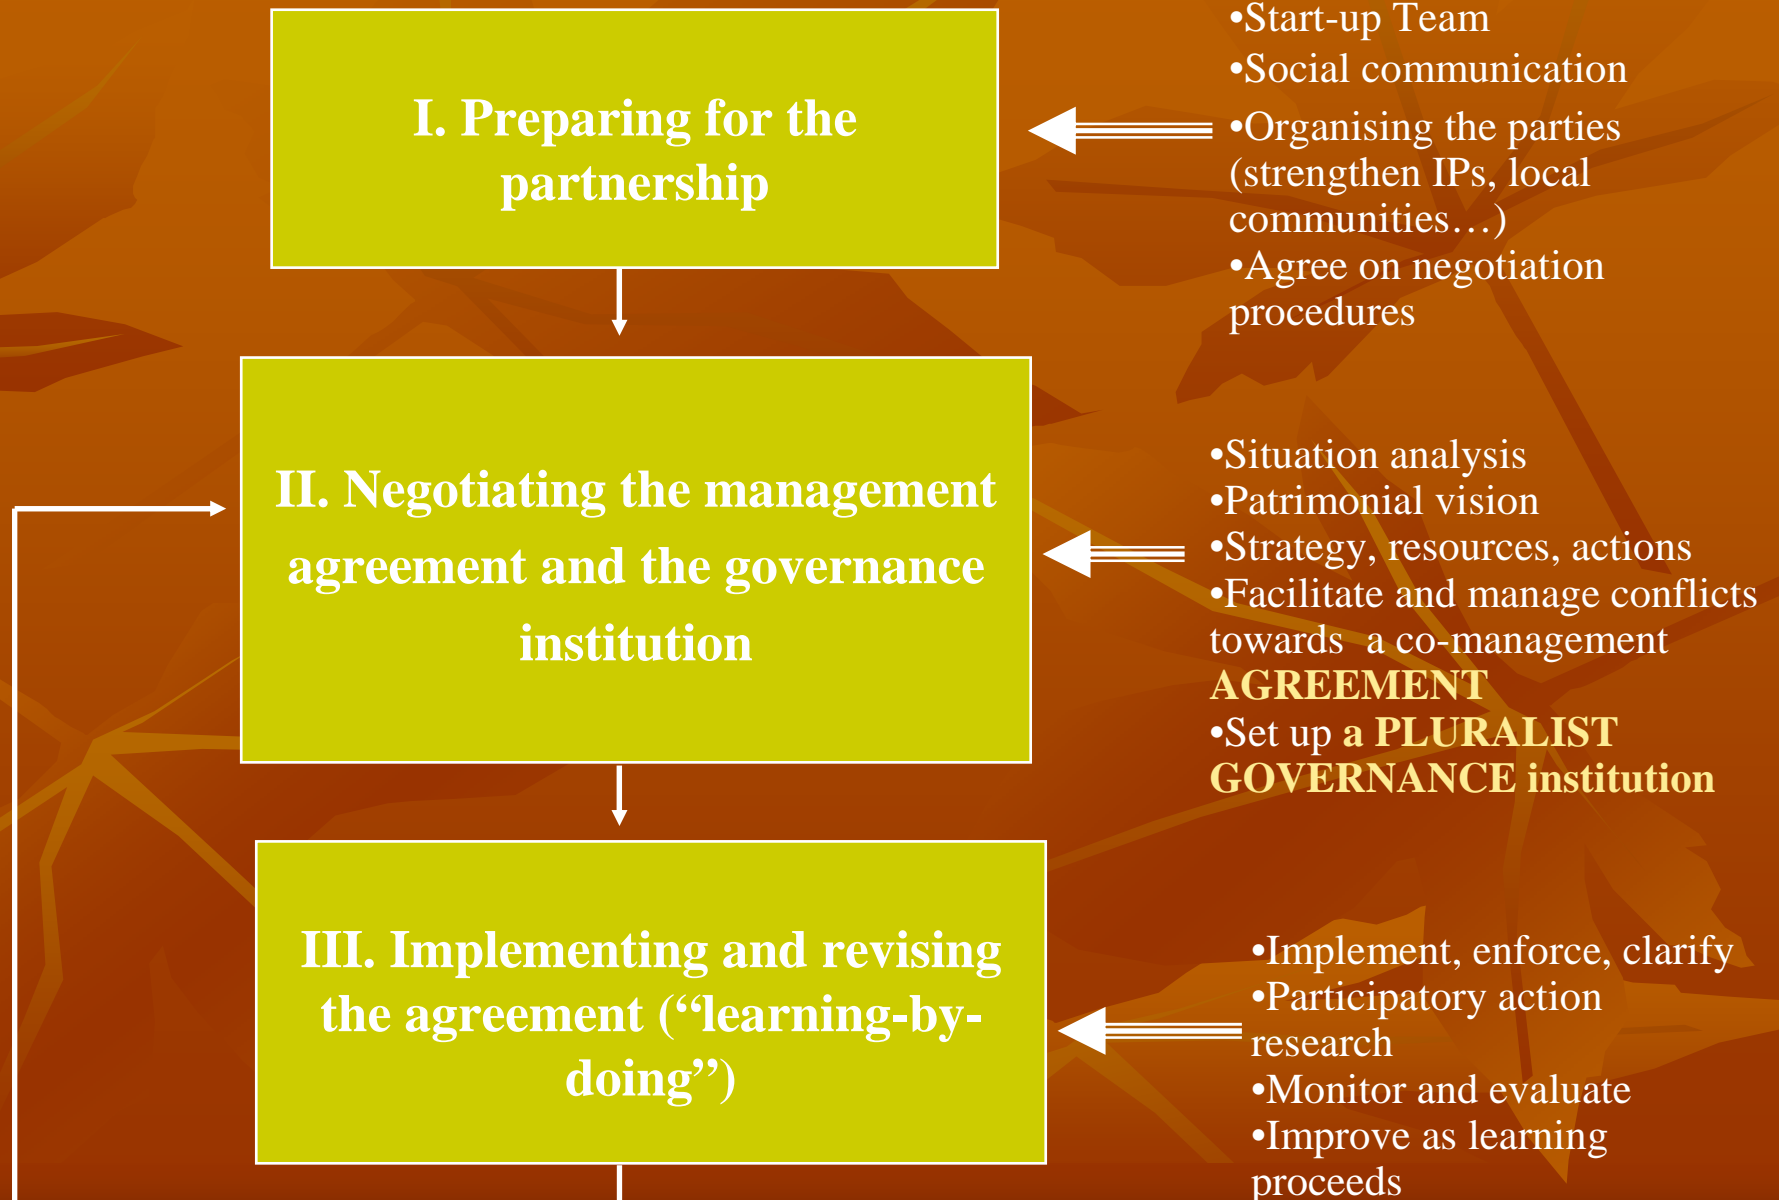 I. Preparing for the
partnership
•Start-up Team
•Social communication
•Organising the parties
(strengthen IPs, local
communities…)
•Agree on negotiation
procedures
II. Negotiating the management
agreement and the governance
institution
•Situation analysis
•Patrimonial vision
•Strategy, resources, actions
•Facilitate and manage conflicts
towards a co-management
AGREEMENT
•Set up a PLURALIST
GOVERNANCE institution
III. Implementing and revising
the agreement (“learning-by-
doing”)
•Implement, enforce, clarify
•Participatory action
research
•Monitor and evaluate
•Improve as learning
proceeds